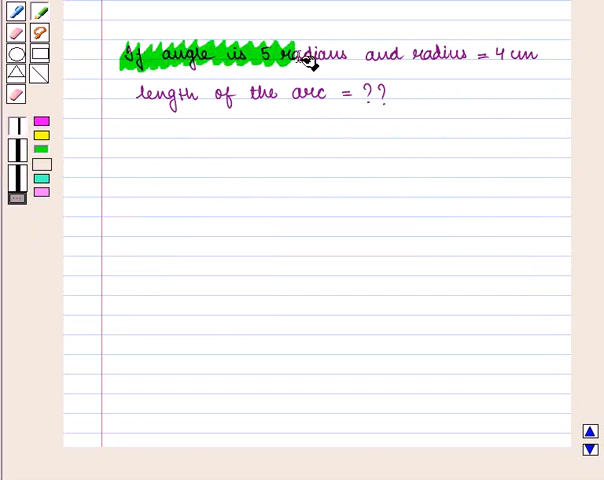 If angle is 5 radians and radius = 4 cm
length of the arc = ??